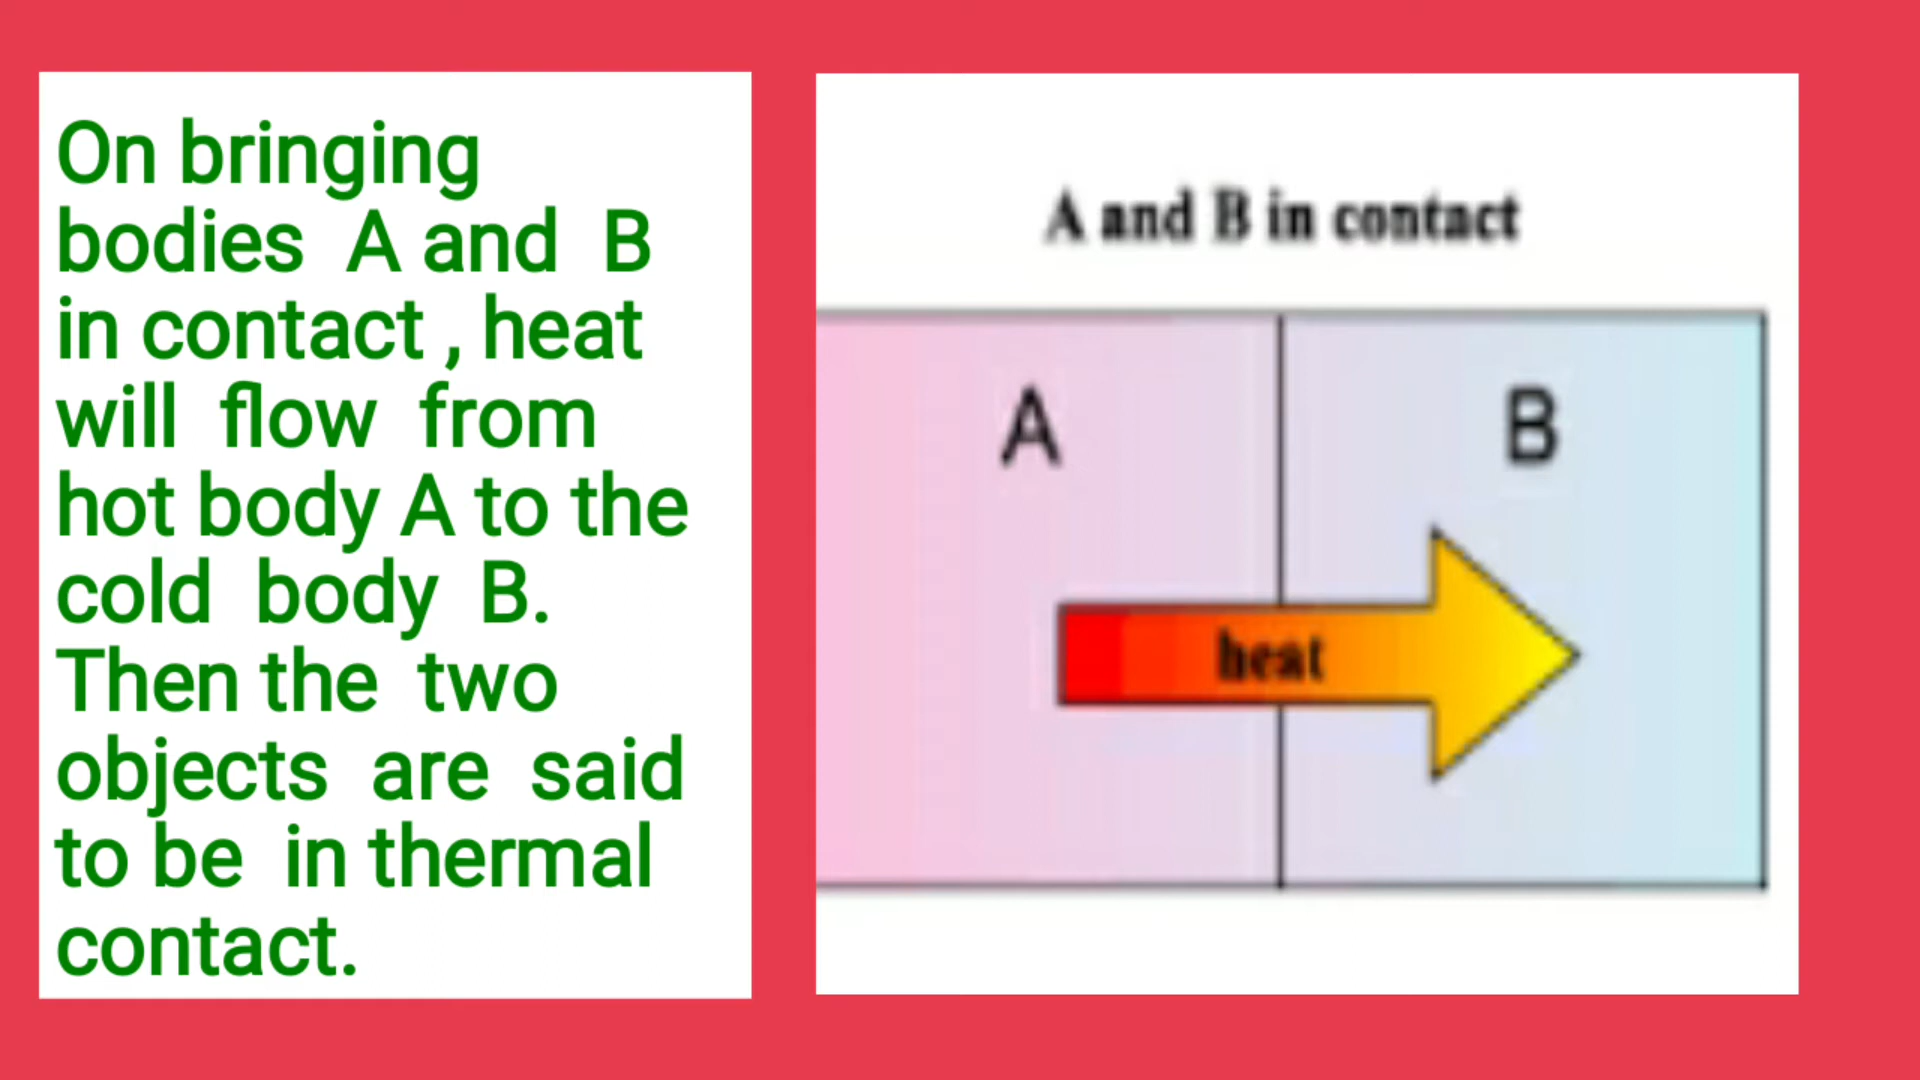 On bringing
bodies A and B
in contact , heat
will flow from
hot body A to the
cold body B.
Then the two
objects are said
to be in thermal
contact.
A and B in contact
A
B
heat